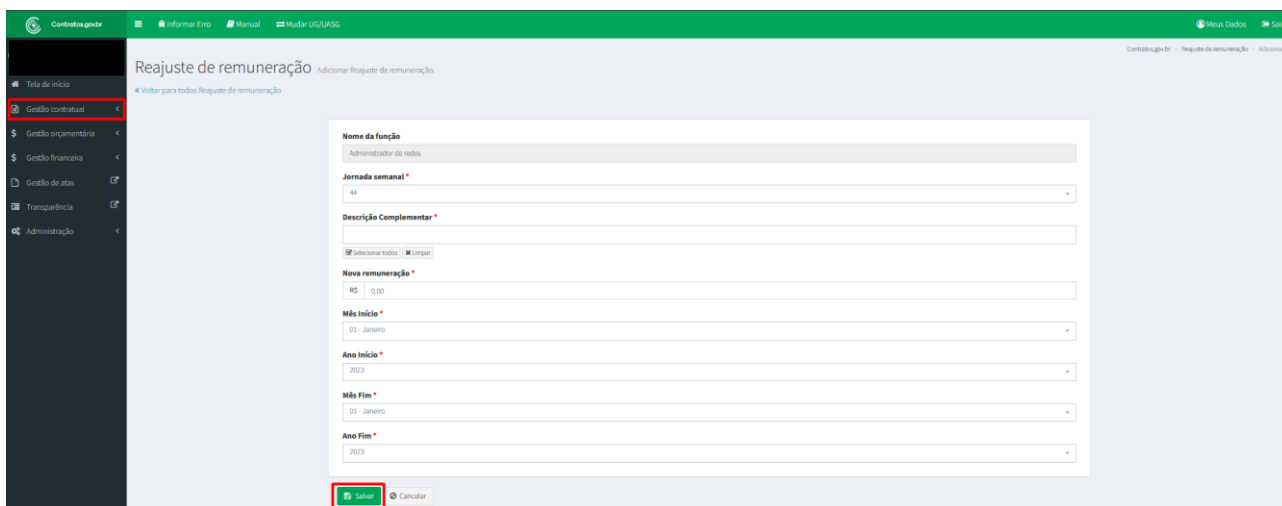 Contratos.govbr
Informar Erro Manual Mudar UG/UASG
Meus Dados Sai
Contratos.gov.br > Reajuste de remuneração > Adiciona
Reajuste de remuneração Adicionar Reajuste de remuneração.
« Voltar para todos Reajuste de remuneração
Tela de início
Gestão contratual
$ Gestão orçamentária
$ Gestão financeira
Gestão de atas
Transparência
Administração
Nome da função
Administrador de redes
Jornada semanal *
44
Descrição Complementar *
Selecionar todos Limpar
Nova remuneração *
R$ 0,00
Mês Início *
01 - Janeiro
Ano Início *
2023
Mês Fim *
01 - Janeiro
Ano Fim *
2023
Salvar Cancelar